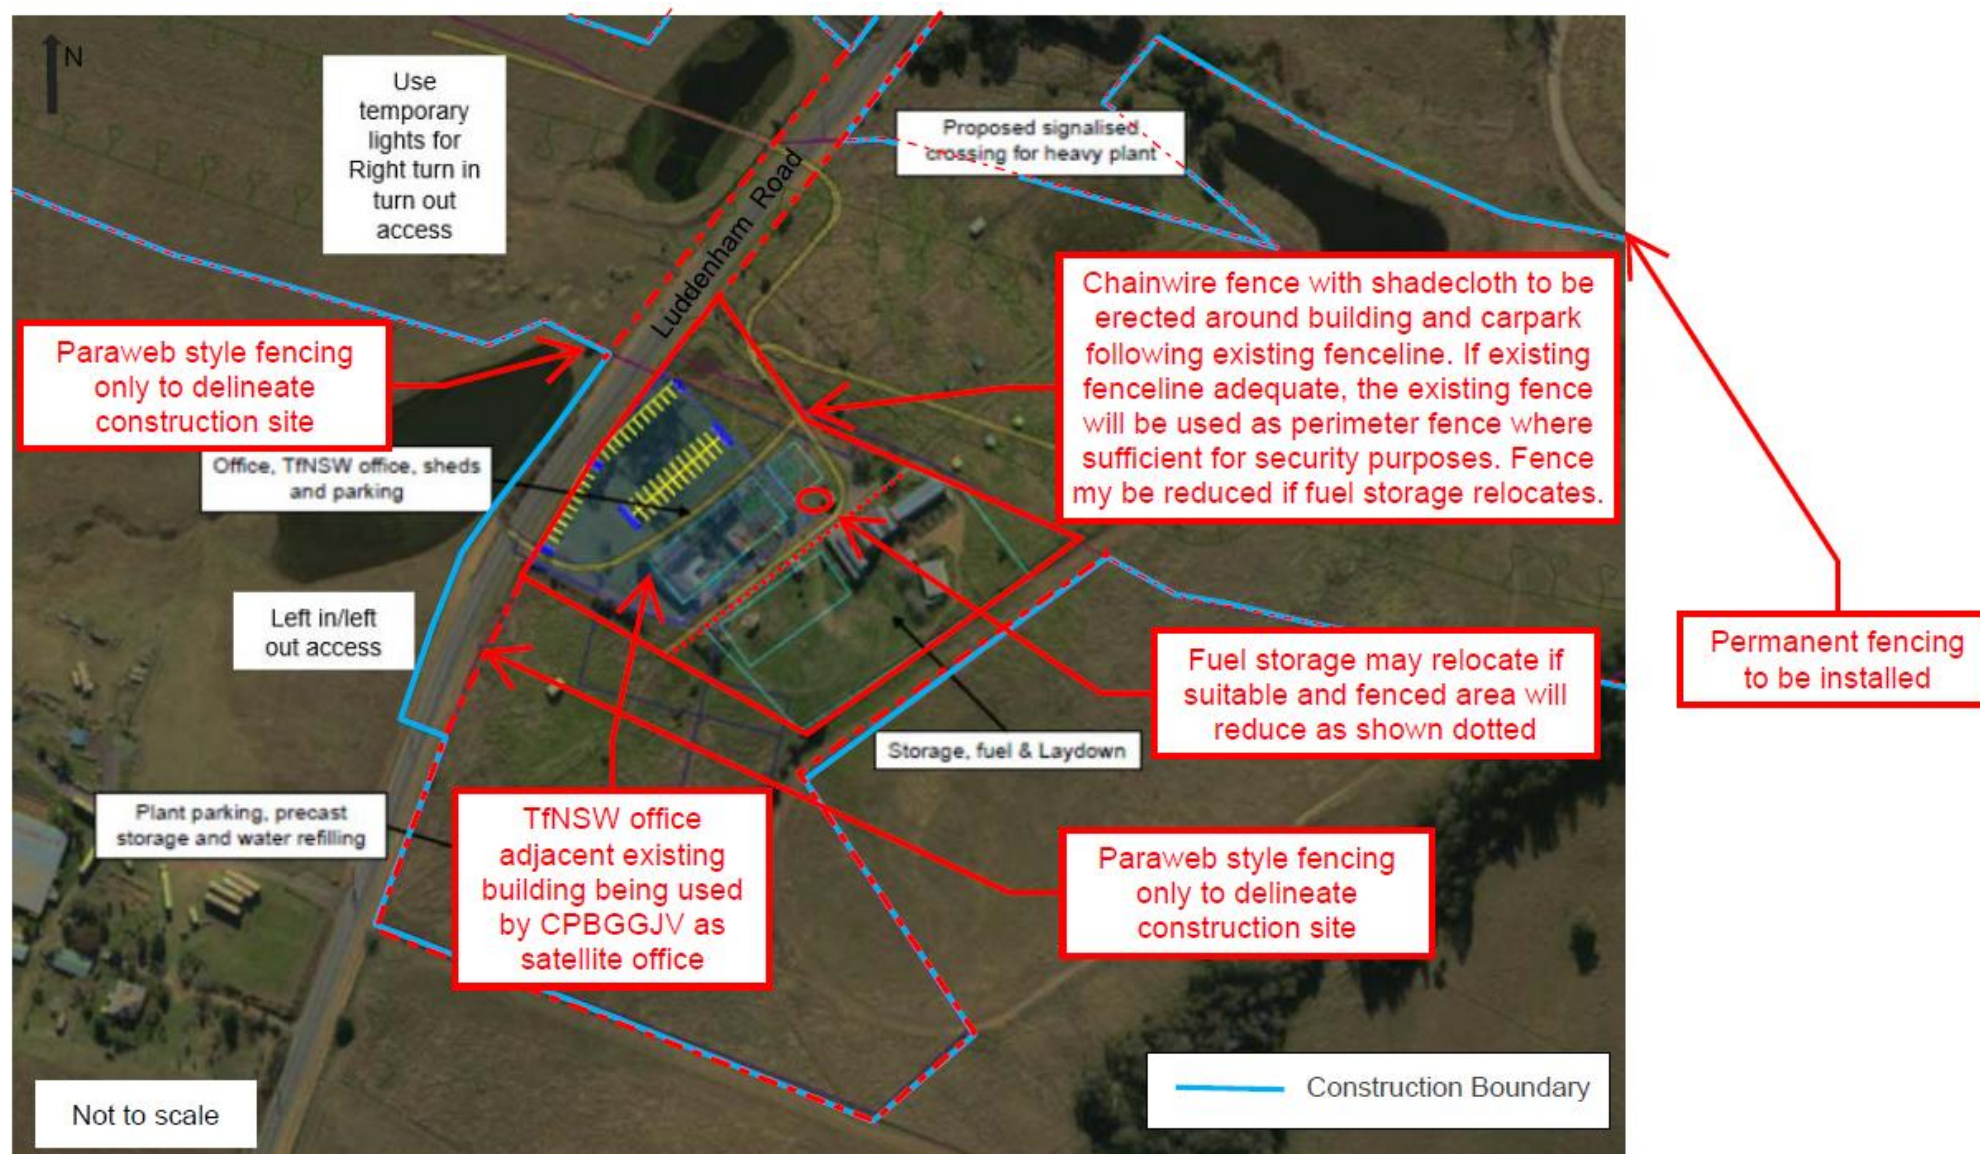 N
Use
temporary
lights for
Right turn in
turn out
access
Proposed signalised
crossing for heavy plant
Luddenham Road
Paraweb style fencing
only to delineate
construction site
Chainwire fence with shadecloth to be
erected around building and carpark
following existing fenceline. If existing
fenceline adequate, the existing fence
will be used as perimeter fence where
sufficient for security purposes. Fence
my be reduced if fuel storage relocates.
Office, TfNSW office, sheds
and parking
Left in/left
out access
Fuel storage may relocate if
suitable and fenced area will
reduce as shown dotted
Permanent fencing
to be installed
Storage, fuel & Laydown
Plant parking, precast
storage and water refilling
TfNSW office
adjacent existing
building being used
by CPBGGJV as
satellite office
Paraweb style fencing
only to delineate
construction site
Construction Boundary
Not to scale